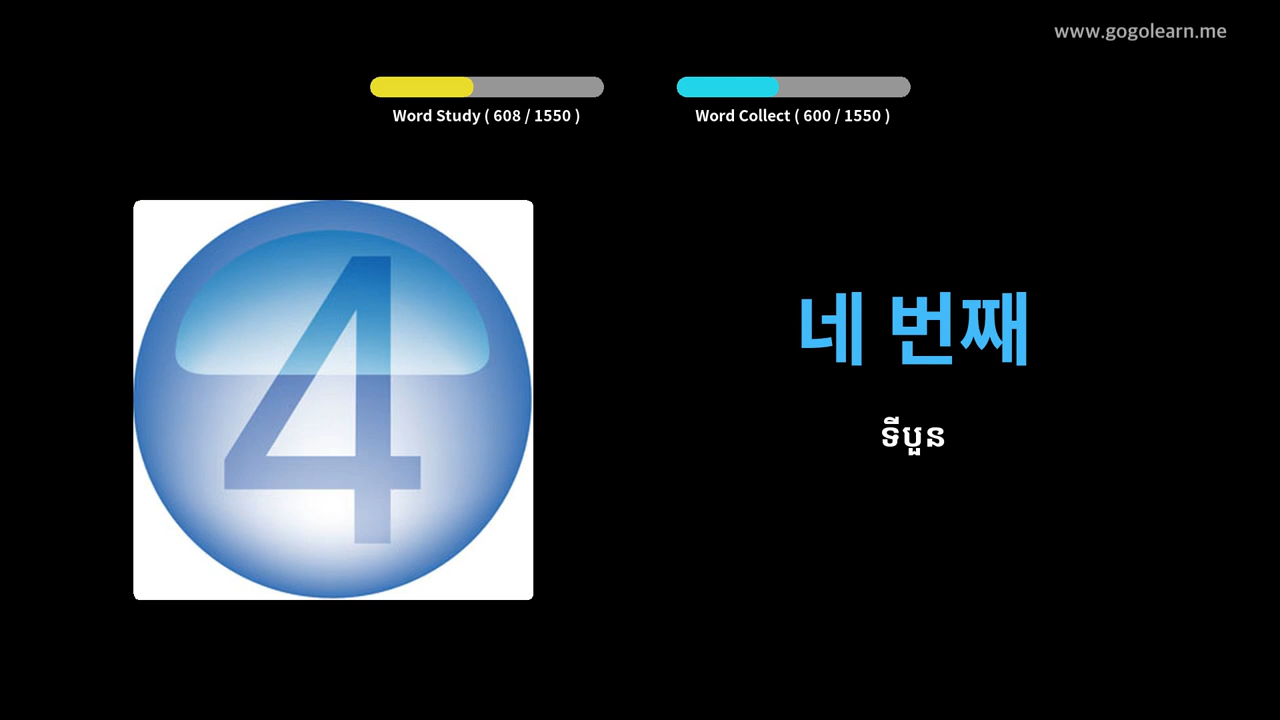 www.gogolearn.me
Word Study ( 608 / 1550 )
Word Collect ( 600 / 1550 )
4
네 번째
ទីបួន